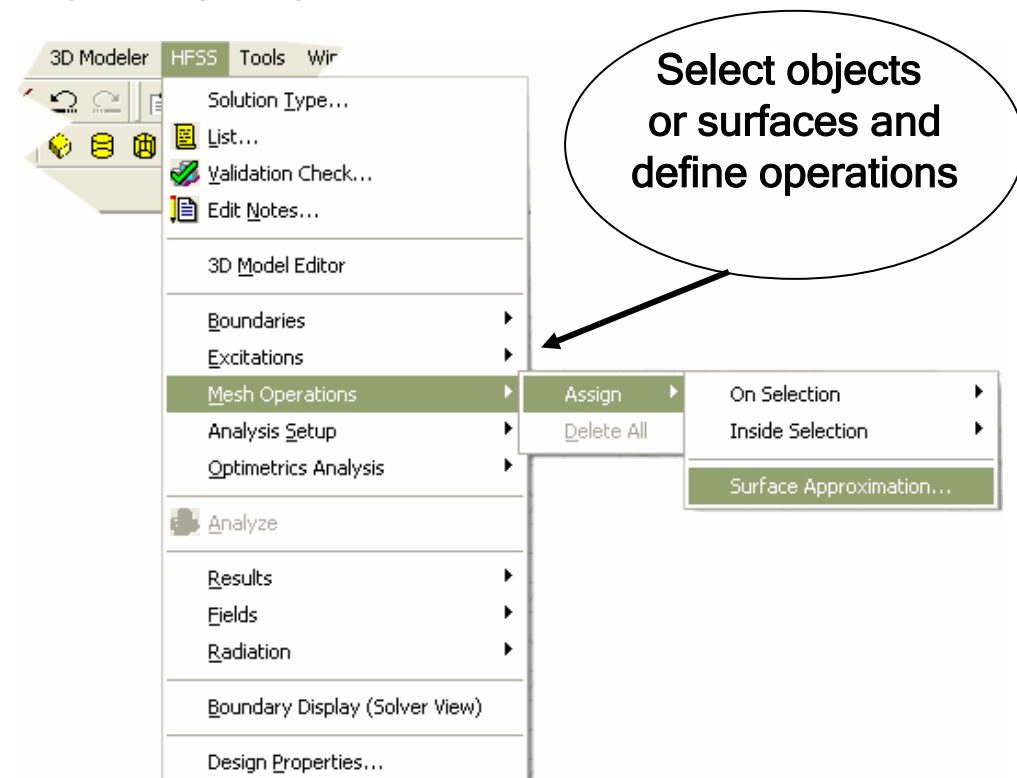 3D Modeler HFSS Tools
Select objects
or surfaces and
define operations
Solution Type...
List...
Validation Check...
Edit Notes...
3D Model Editor
Boundaries
Excitations
Mesh Operations
Assign
On Selection
Analysis Setup
Delete All
Inside Selection
Optimetrics Analysis
Surface Approximation...
Analyze
Results
Fields
Radiation
Boundary Display (Solver View)
Design Properties...